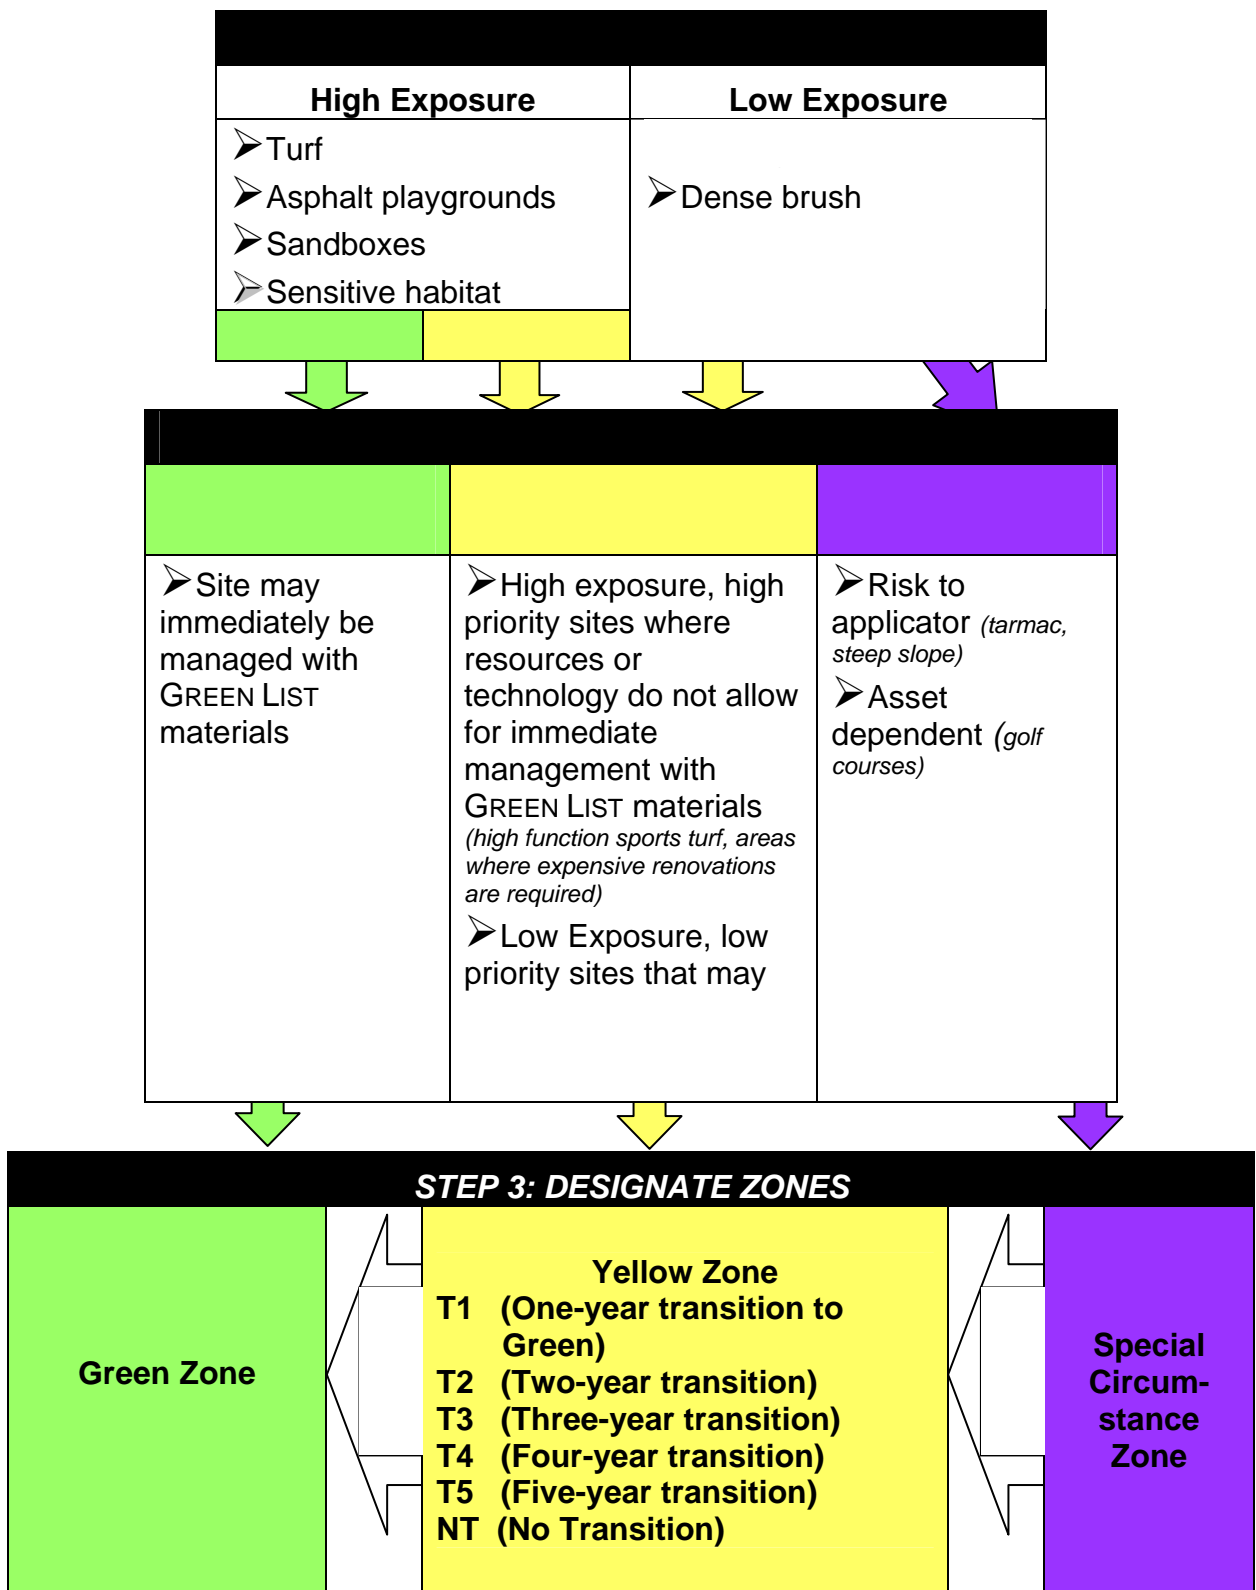 High Exposure
Low Exposure
➢Turf
➢Asphalt playgrounds
➢Sandboxes
➢Sensitive habitat
➢Dense brush
➢Site may
immediately be
managed with
GREEN LIST
materials
➢High exposure, high
priority sites where
resources or
technology do not allow
for immediate
management with
GREEN LIST materials
(high function sports turf, areas
where expensive renovations
are required)
➢Low Exposure, low
priority sites that may
➢Risk to
applicator (tarmac,
steep slope)
➢Asset
dependent (golf
courses)
STEP 3: DESIGNATE ZONES
Green Zone
Yellow Zone
T1 (One-year transition to
Green)
T2 (Two-year transition)
T3 (Three-year transition)
T4 (Four-year transition)
T5 (Five-year transition)
NT (No Transition)
Special
Circum-
stance
Zone